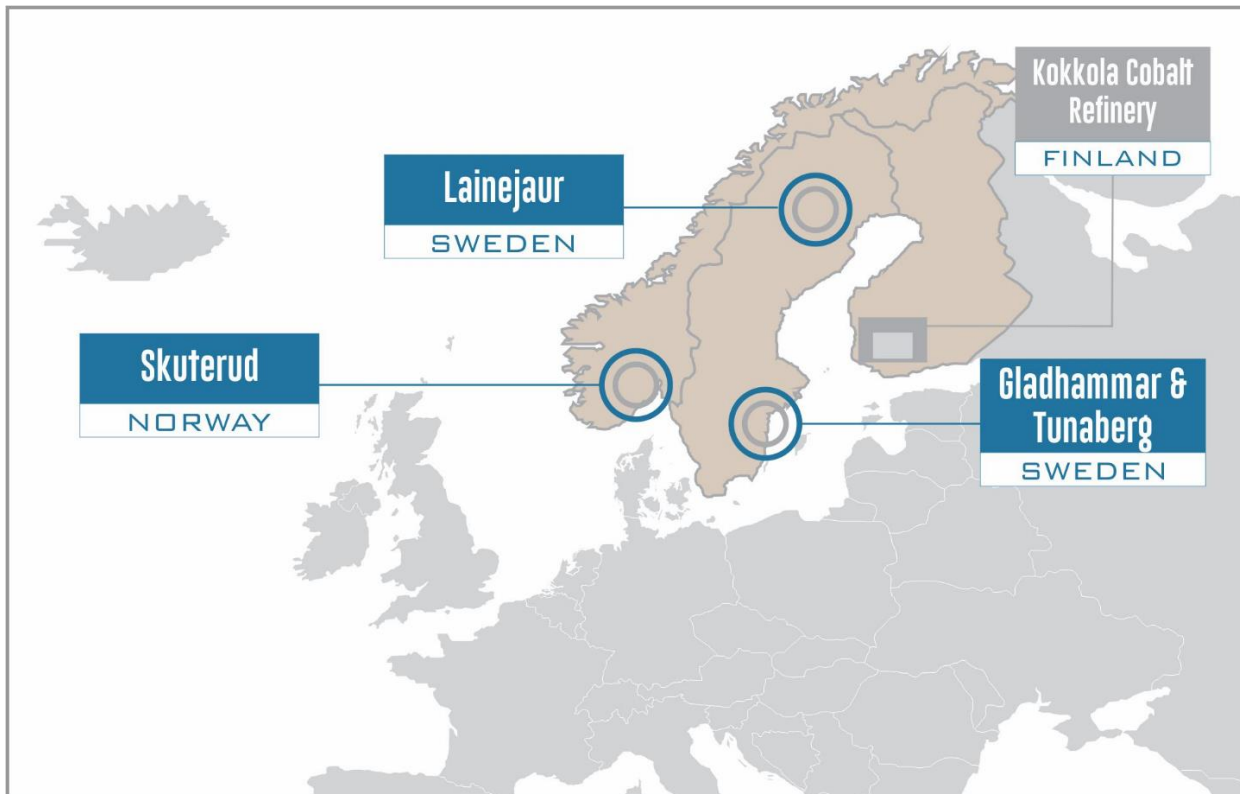 Kokkola Cobalt
Refinery
FINLAND
Lainejaur
SWEDEN
Skuterud
NORWAY
Gladhammar &
Tunaberg
SWEDEN